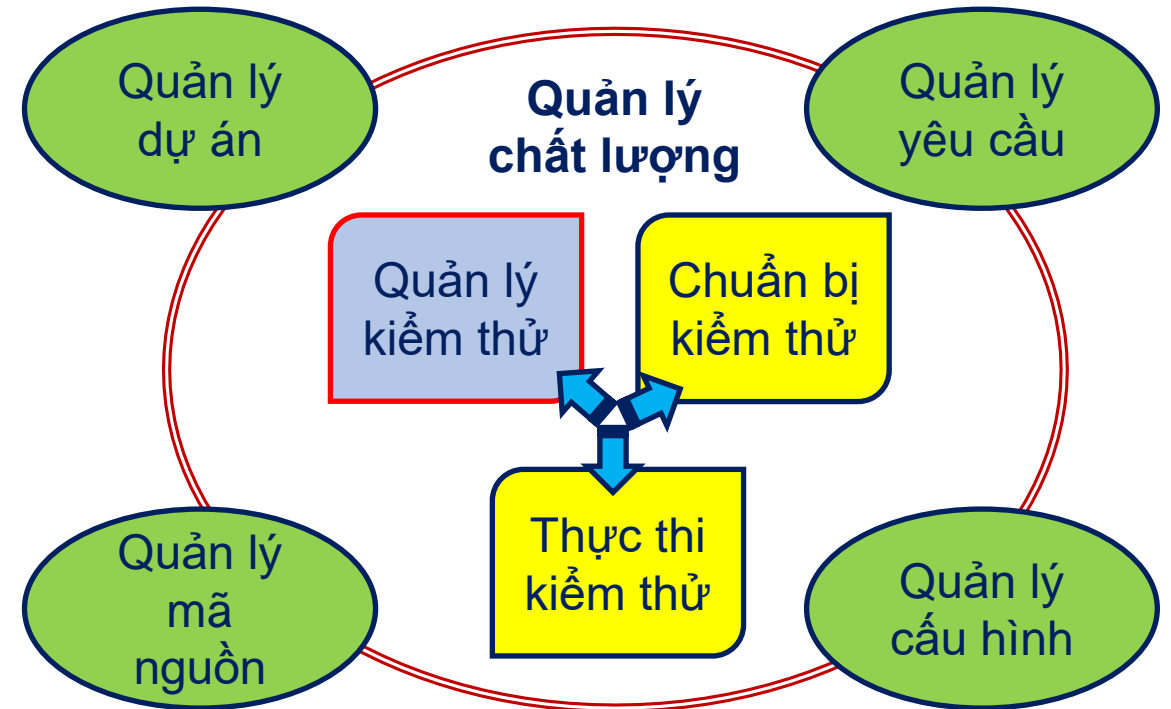 Quản lý
dự án
Quản lý
chất lượng
Quản lý
yêu cầu
Quản lý
kiểm thử
Chuẩn bị
kiểm thử
Thực thi
kiểm thử
Quản lý
mã
nguồn
Quản lý
cấu hình